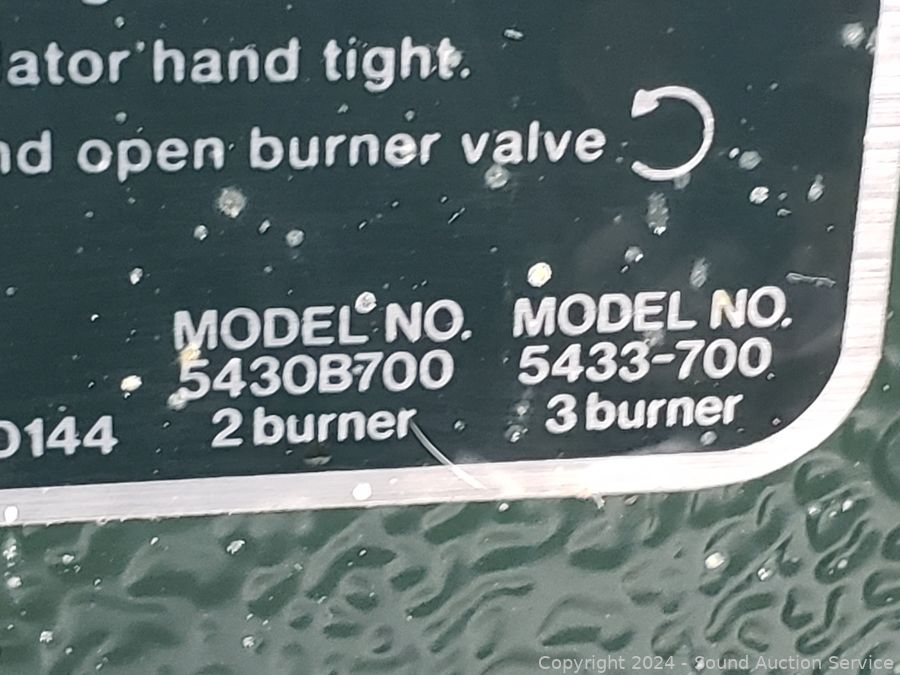 ator hand tight.
nd open burner valve
MODEL NO. MODEL NO.
5430B700 5433-700
2 burner 3 burner
D144
Copyright 2024 - Sound Auction Service